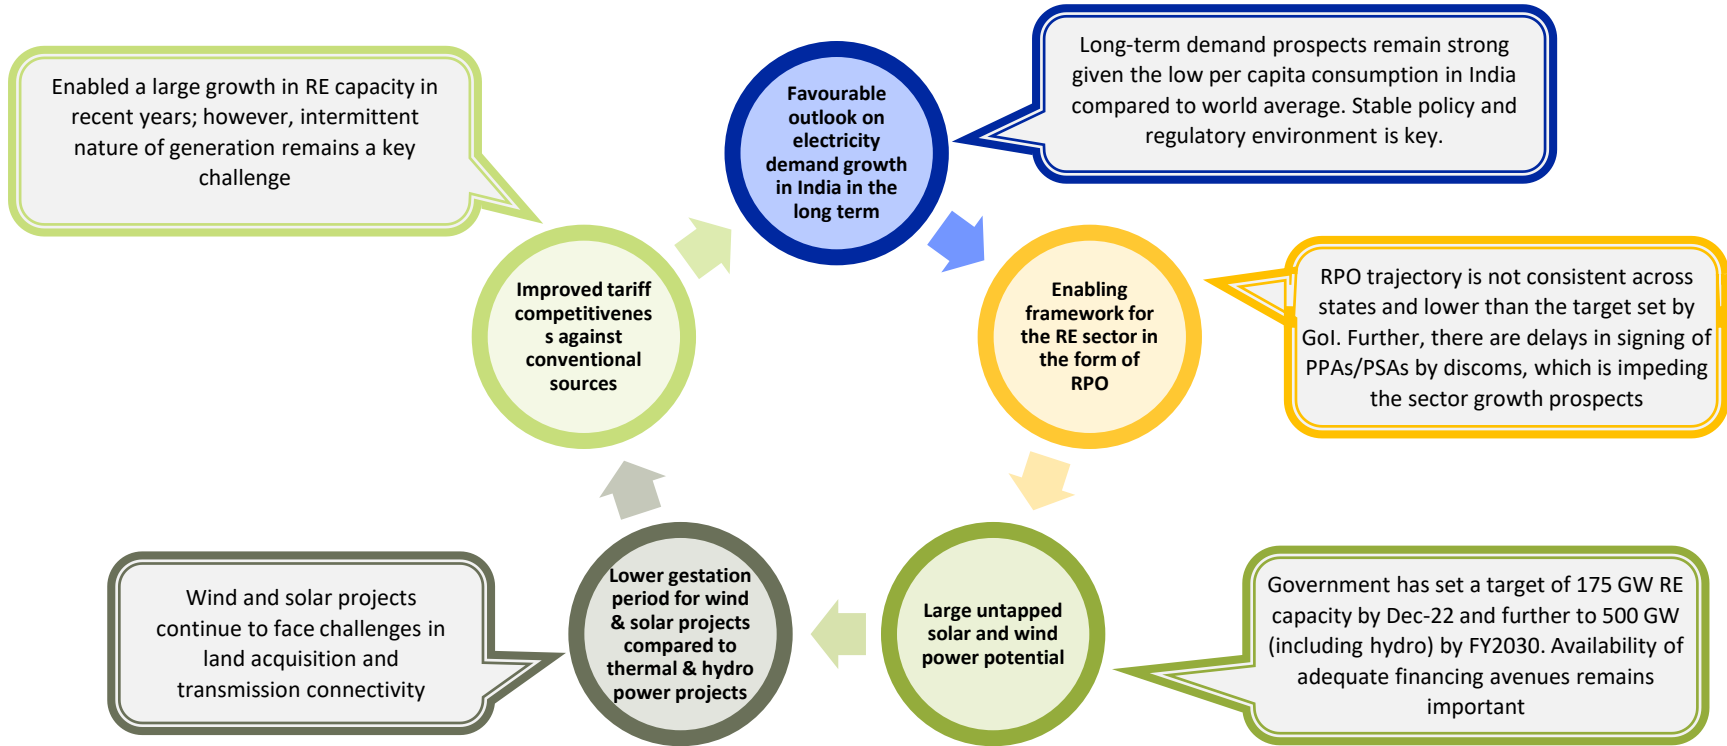 Enabled a large growth in RE capacity in
recent years; however, intermittent
nature of generation remains a key
challenge
Favourable
outlook on
electricity
demand growth
in India in the
long term
Long-term demand prospects remain strong
given the low per capita consumption in India
compared to world average. Stable policy and
regulatory environment is key.
Improved tariff
competitivenes
s against
conventional
sources
Enabling
framework for
the RE sector in
the form of
RPO
RPO trajectory is not consistent across
states and lower than the target set by
GoI. Further, there are delays in signing of
PPAs/PSAs by discoms, which is impeding
the sector growth prospects
Wind and solar projects
continue to face challenges in
land acquisition and
transmission connectivity
Lower gestation
period for wind
& solar projects
compared to
thermal & hydro
power projects
Large untapped
solar and wind
power potential
Government has set a target of 175 GW RE
capacity by Dec-22 and further to 500 GW
(including hydro) by FY2030. Availability of
adequate financing avenues remains
important